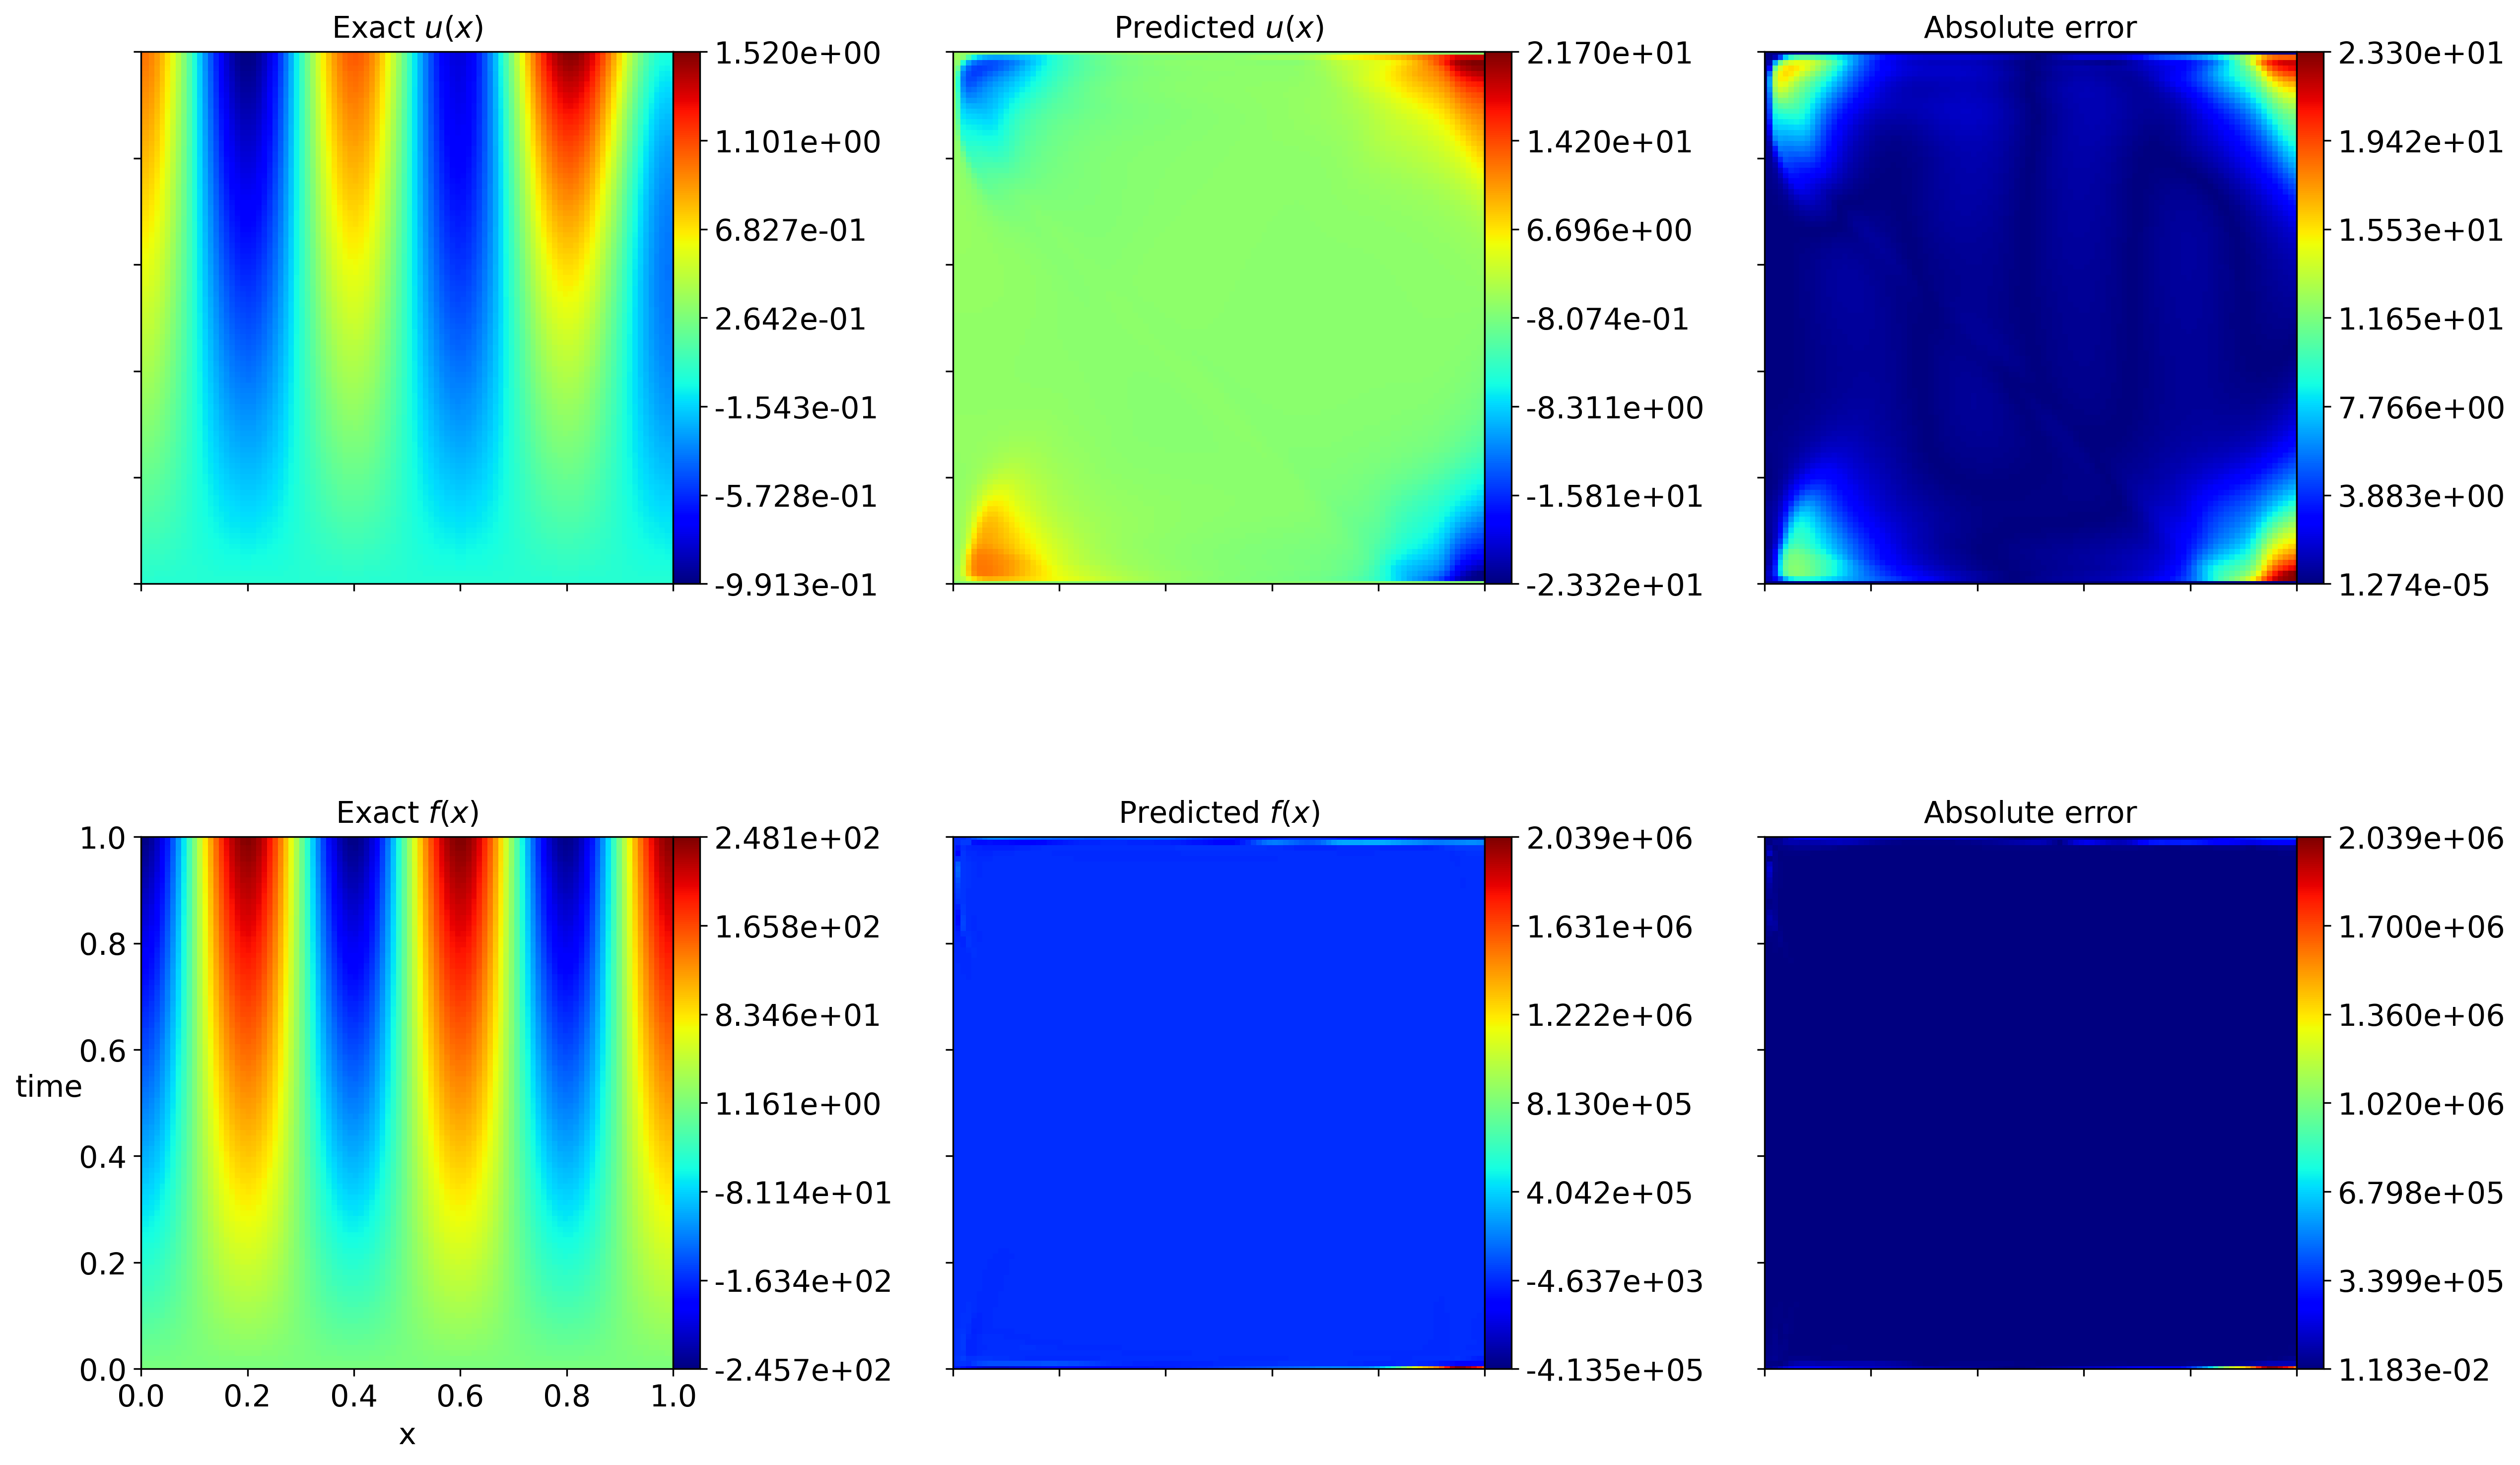 Exact u(x)
1.520e+00
1.101e+00
6.827e-01
2.642e-01
-1.543e-01
-5.728e-01
-9.913e-01
Predicted u(x)
2.170e+01
1.420e+01
6.696e+00
-8.074e-01
-8.311e+00
-1.581e+01
-2.332e+01
Absolute error
2.330e+01
1.942e+01
1.553e+01
1.165e+01
7.766e+00
3.883e+00
1.274e-05
Exact f(x)
1.0
0.8
0.6
time
0.4
0.2
0.0
0.0 0.2 0.4 0.6 0.8 1.0
x
2.481e+02
1.658e+02
8.346e+01
1.161e+00
-8.114e+01
-1.634e+02
-2.457e+02
Predicted f(x)
2.039e+06
1.631e+06
1.222e+06
8.130e+05
4.042e+05
-4.637e+03
-4.135e+05
Absolute error
2.039e+06
1.700e+06
1.360e+06
1.020e+06
6.798e+05
3.399e+05
1.183e-02